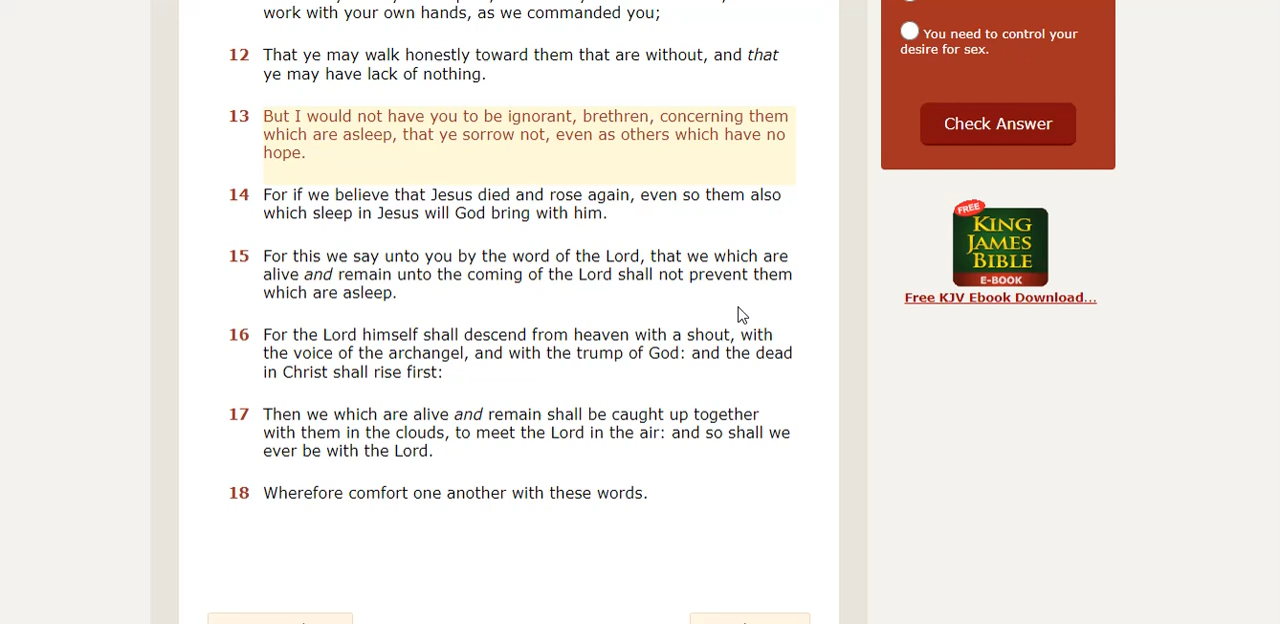 work with your own hands, as we commanded you;
12 That ye may walk honestly toward them that are without, and that
ye may have lack of nothing.
13 But I would not have you to be ignorant, brethren, concerning them
which are asleep, that ye sorrow not, even as others which have no
hope.
14 For if we believe that Jesus died and rose again, even so them also
which sleep in Jesus will God bring with him.
15 For this we say unto you by the word of the Lord, that we which are
alive and remain unto the coming of the Lord shall not prevent them
which are asleep.
16 For the Lord himself shall descend from heaven with a shout, with
the voice of the archangel, and with the trump of God: and the dead
in Christ shall rise first:
17 Then we which are alive and remain shall be caught up together
with them in the clouds, to meet the Lord in the air: and so shall we
ever be with the Lord.
18 Wherefore comfort one another with these words.
You need to control your
desire for sex.
Check Answer
FREE
KING
JAMES
BIBLE
E-BOOK
Free KJV Ebook Download...